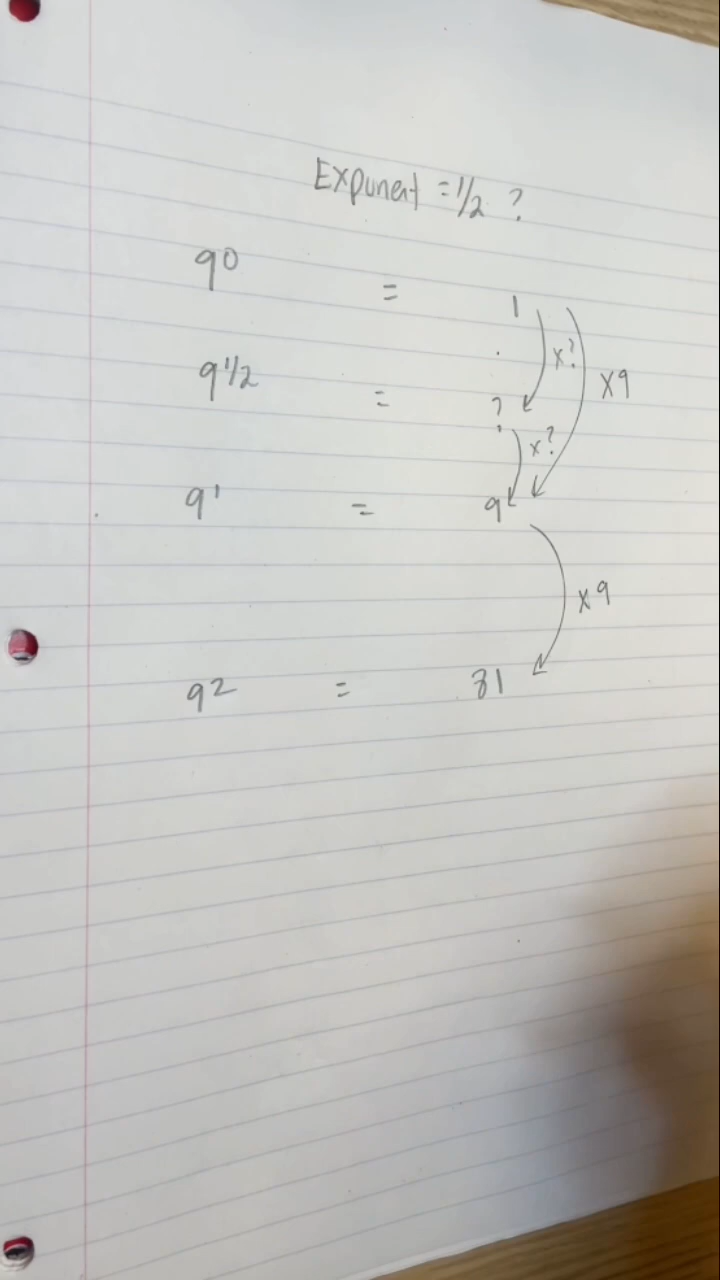 Exponent = 1/2 ?
9⁰ = 1
x?
9^1/2 = ?
x9
x?
9¹ = 9
x9
9² = 81